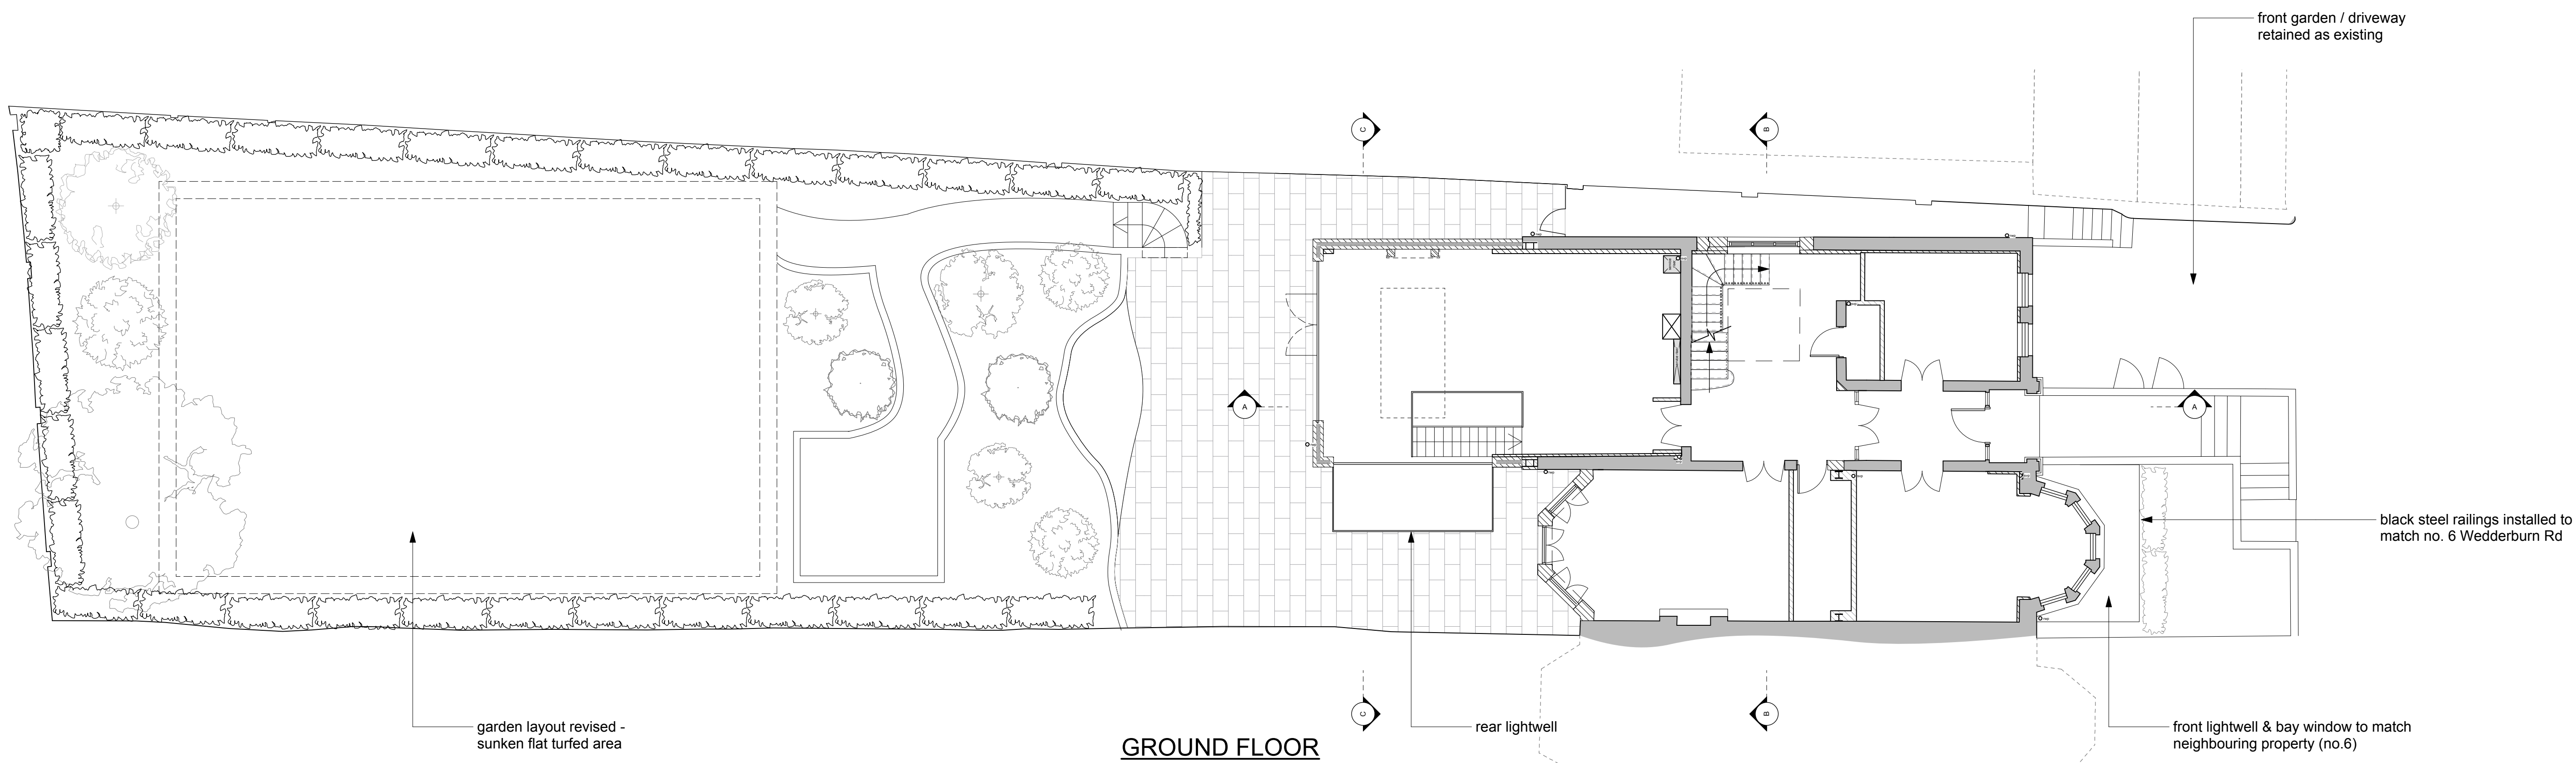 front garden / driveway
retained as existing
C
B
A
A
black steel railings installed to
match no. 6 Wedderburn Rd
C
B
garden layout revised -
sunken flat turfed area
rear lightwell
front lightwell & bay window to match
neighbouring property (no.6)
GROUND FLOOR